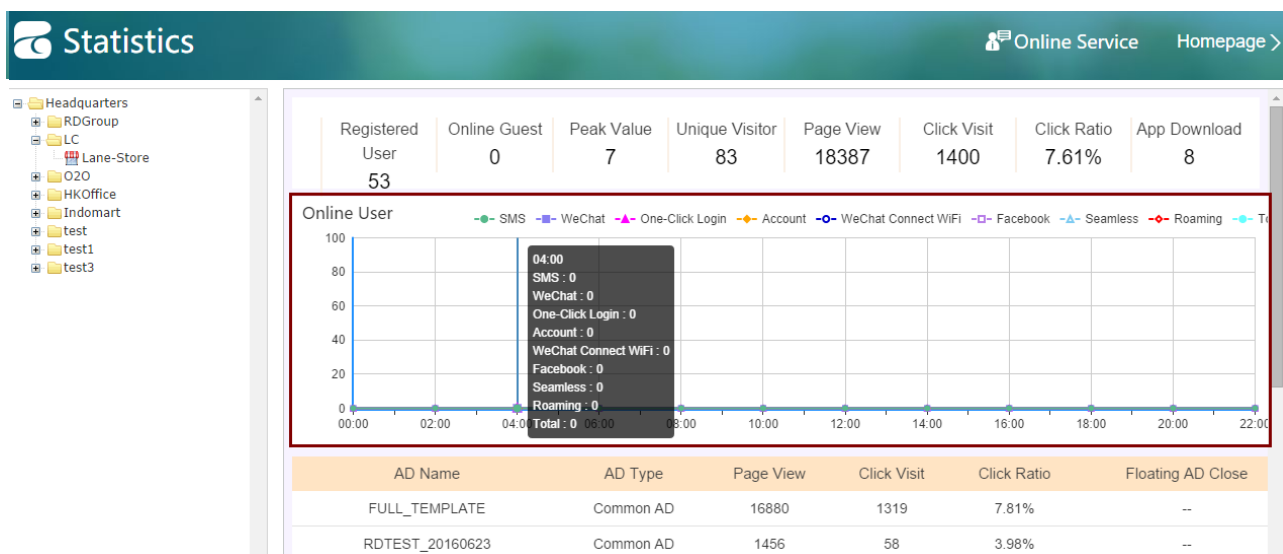 Statistics
Online Service
Homepage
Headquarters
RDGroup
LC
Lane-Store
O2O
HKOffice
Indomart
test
test1
test3
Registered User 53
Online Guest 0
Peak Value 7
Unique Visitor 83
Page View 18387
Click Visit 1400
Click Ratio 7.61%
App Download 8
Online User
SMS WeChat One-Click Login Account WeChat Connect WiFi Facebook Seamless Roaming
100
80
60
40
20
0
04:00
SMS : 0
WeChat : 0
One-Click Login : 0
Account : 0
WeChat Connect WiFi : 0
Facebook : 0
Seamless : 0
Roaming : 0
Total : 0
00:00 02:00 04:00 06:00 08:00 10:00 12:00 14:00 16:00 18:00 20:00 22:00
AD Name AD Type Page View Click Visit Click Ratio Floating AD Close
FULL_TEMPLATE Common AD 16880 1319 7.81% --
RDTEST_20160623 Common AD 1456 58 3.98% --